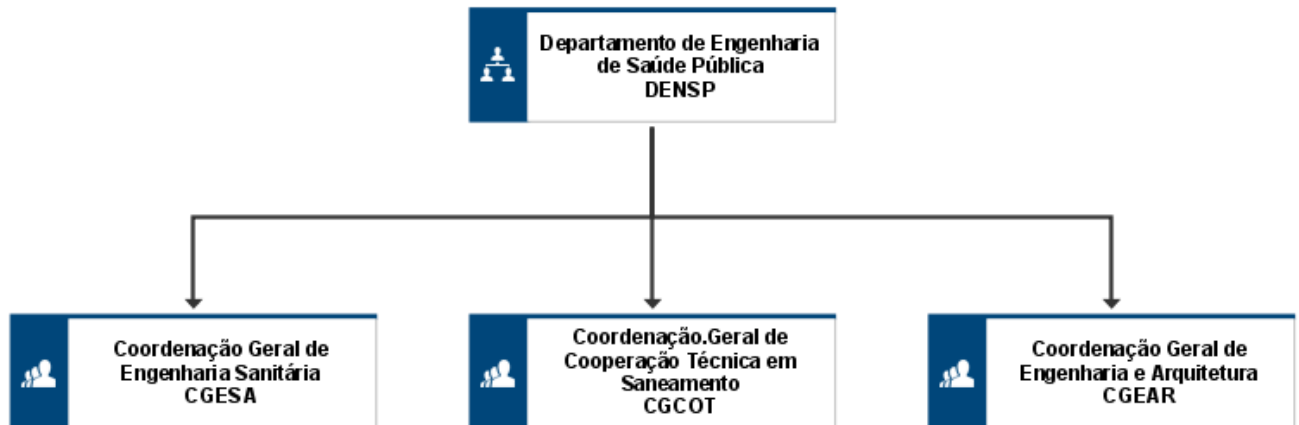 Departamento de Engenharia
de Saúde Pública
DENSP
Coordenação Geral de
Engenharia Sanitária
CGESA
Coordenação.Geral de
Cooperação Técnica em
Saneamento
CGCOT
Coordenação Geral de
Engenharia e Arquitetura
CGEAR